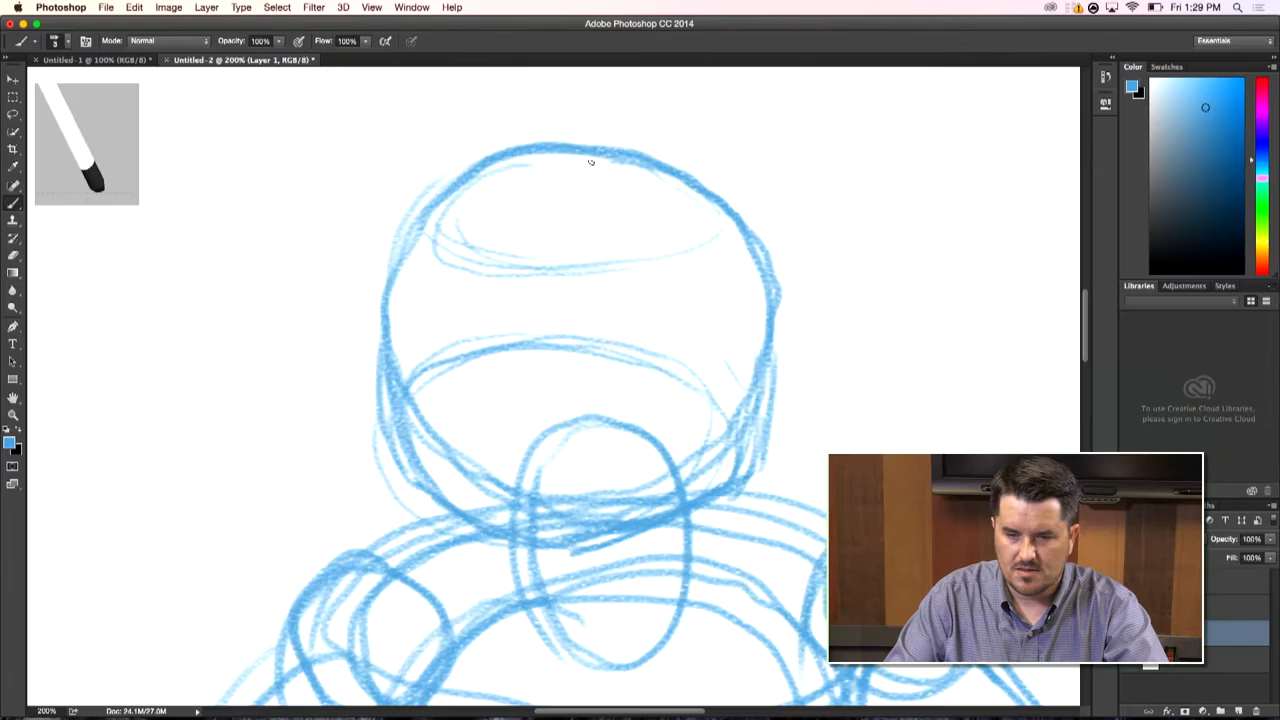 Photoshop File Edit Image Layer Type Select Filter 3D View Window Help Fri 1:29 PM
Adobe Photoshop CC 2014
3 Mode: Normal Opacity: 100% Flow: 100% Essentials
Untitled-1 @ 100% (RGB/8) * Untitled-2 @ 200% (Layer 1, RGB/8) *
Color Swatches
Libraries Adjustments Styles
To use Creative Cloud Libraries,
please sign in to Creative Cloud
ths
Opacity: 100%
Fill: 100%
200% Doc: 24.1M/27.0M